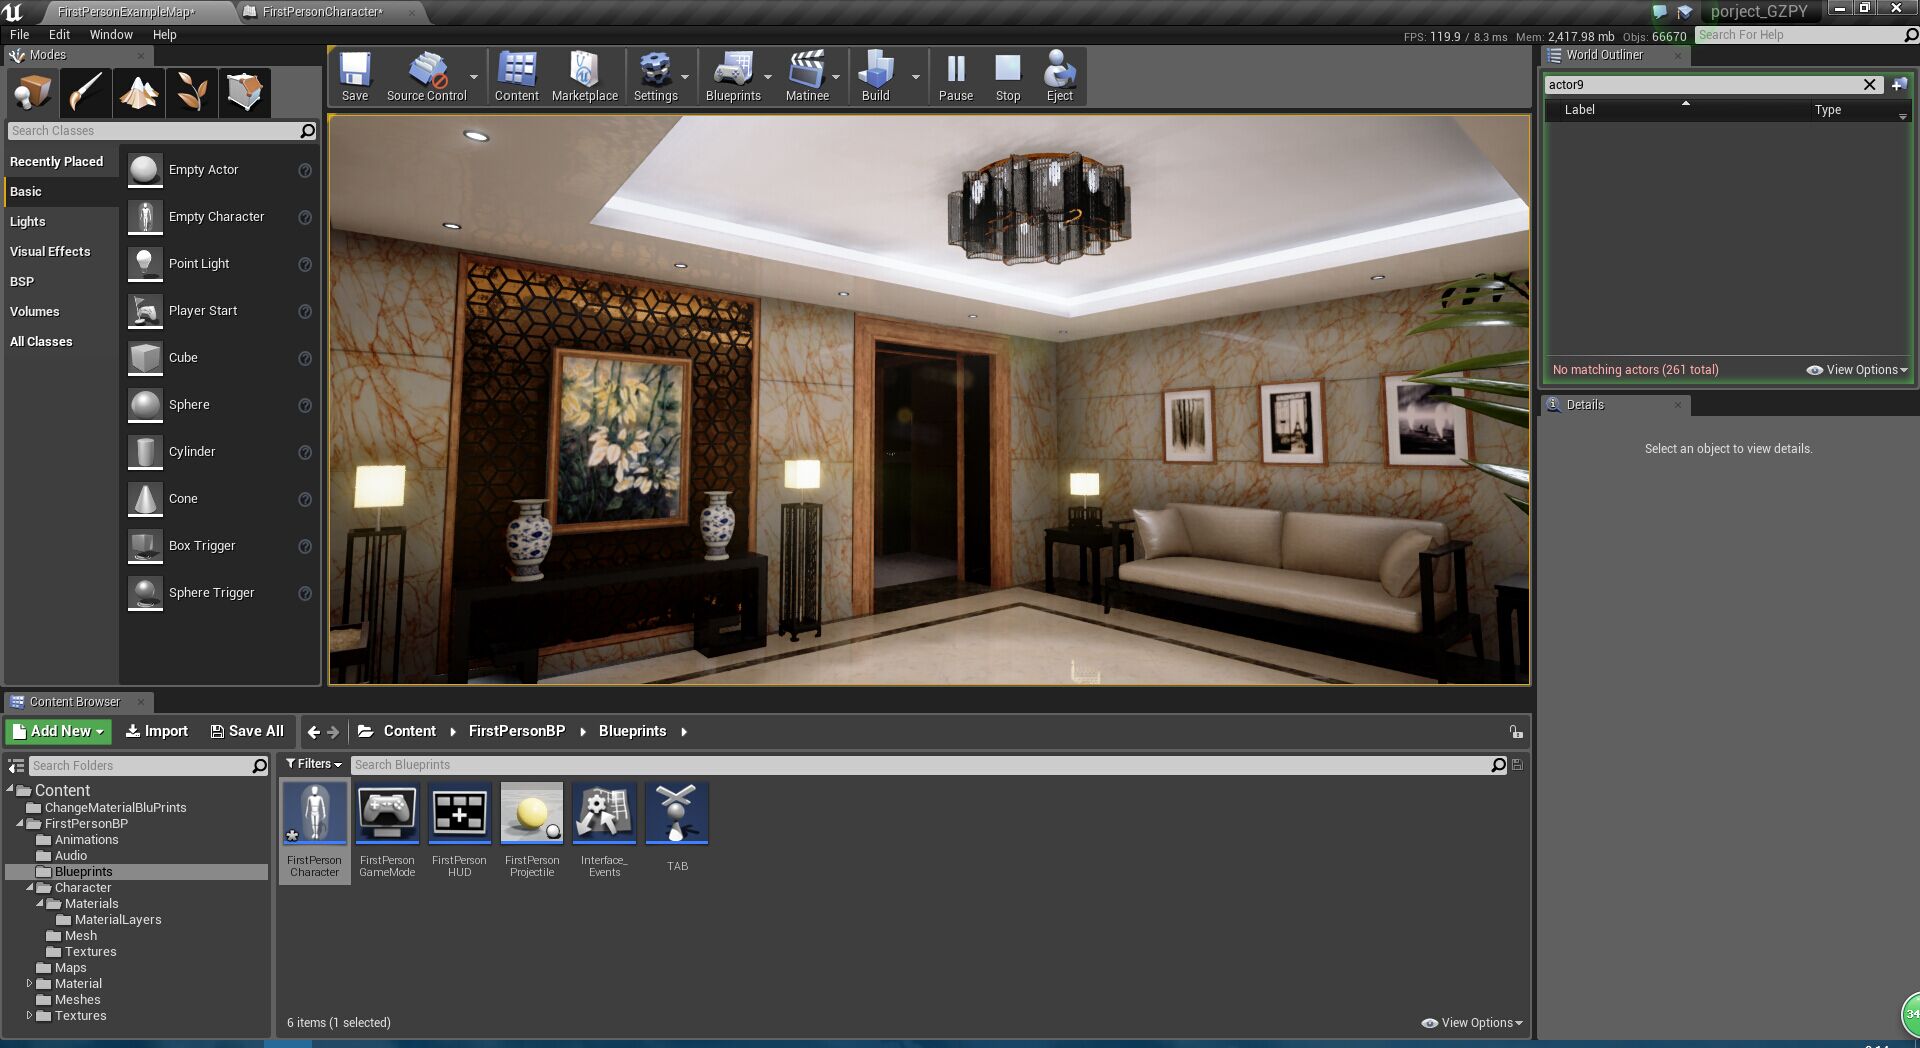 FirstPersonExampleMap*
FirstPersonCharacter*
porject_GZPY
File Edit Window Help
FPS: 119.9 / 8.3 ms Mem: 2,417.98 mb Objs: 66670
Search For Help
Modes
Search Classes
Recently Placed
Basic
Lights
Visual Effects
BSP
Volumes
All Classes
Empty Actor
Empty Character
Point Light
Player Start
Cube
Sphere
Cylinder
Cone
Box Trigger
Sphere Trigger
Save
Source Control
Content
Marketplace
Settings
Blueprints
Matinee
Build
Pause
Stop
Eject
World Outliner
actor9
Label
Type
No matching actors (261 total)
View Options
Details
Select an object to view details.
Content Browser
Add New
Import
Save All
Content
FirstPersonBP
Blueprints
Search Folders
Filters
Search Blueprints
Content
ChangeMaterialBluPrints
FirstPersonBP
Animations
Audio
Blueprints
Character
Materials
MaterialLayers
Mesh
Textures
Maps
Material
Meshes
Textures
FirstPerson
Character
FirstPerson
GameMode
FirstPerson
HUD
FirstPerson
Projectile
Interface_
Events
TAB
6 items (1 selected)
View Options
34